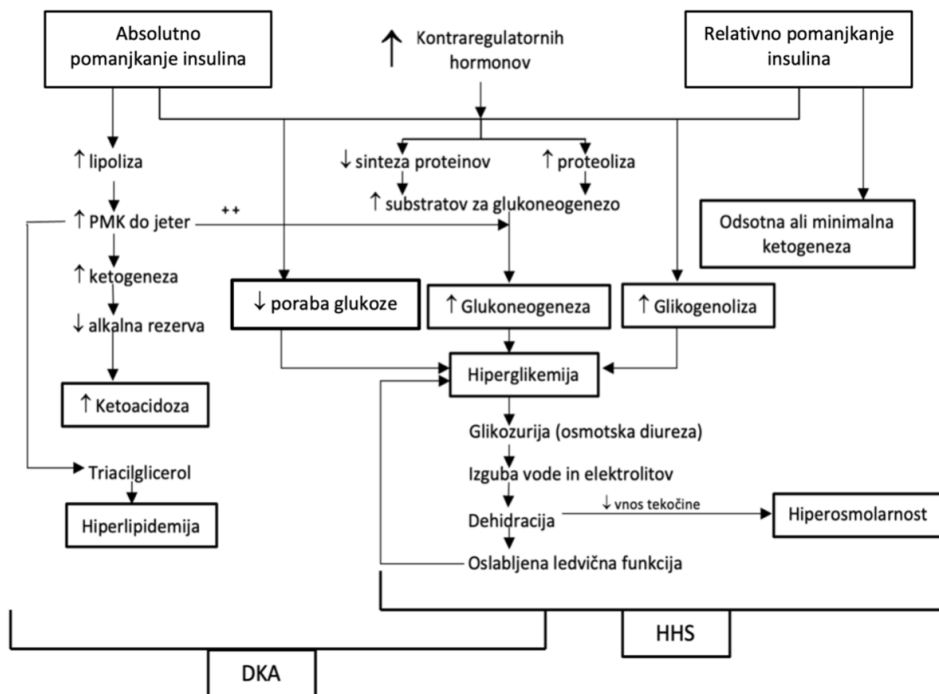 Absolutno
pomanjkanje insulina
↑ Kontraregulatornih
hormonov
Relativno pomanjkanje
insulina
↑ lipoliza
↓ sinteza proteinov
↑ proteoliza
↑ substratov za glukoneogenezo
↑ PMK do jeter
++
Odsotna ali minimalna
ketogeneza
↑ ketogeneza
↓ poraba glukoze
↑ Glukoneogeneza
↑ Glikogenoliza
↓ alkalna rezerva
Hiperglikemija
↑ Ketoacidoza
Glikozurija (osmotska diureza)
Triacilglicerol
Izguba vode in elektrolitov
Hiperlipidemija
Dehidracija
↓ vnos tekočine
Hiperosmolarnost
Oslabljena ledvična funkcija
HHS
DKA